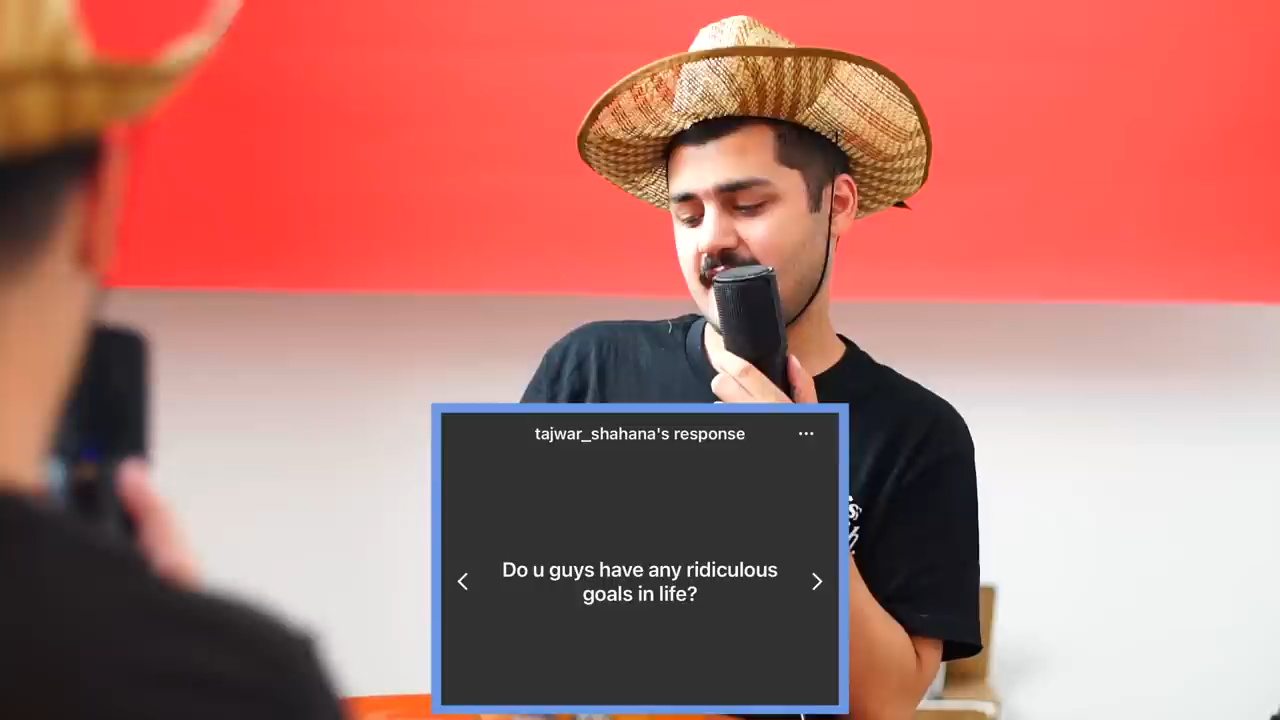 tajwar_shahana's response
Do u guys have any ridiculous
goals in life?